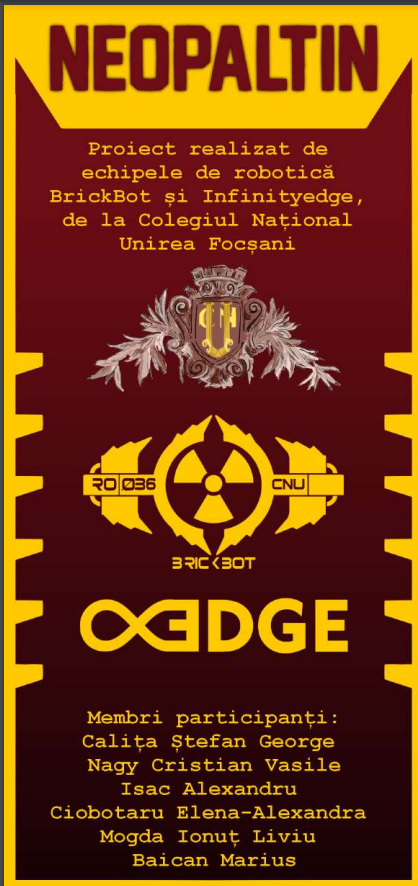 NEOPALTIN
Proiect realizat de
echipele de robotică
BrickBot și Infinityedge,
de la Colegiul Național
Unirea Focșani
CNU
RO 036
CNU
BRICKBOT
EDGE
Membri participanți:
Calița Ștefan George
Nagy Cristian Vasile
Isac Alexandru
Ciobotaru Elena-Alexandra
Mogda Ionuț Liviu
Baican Marius